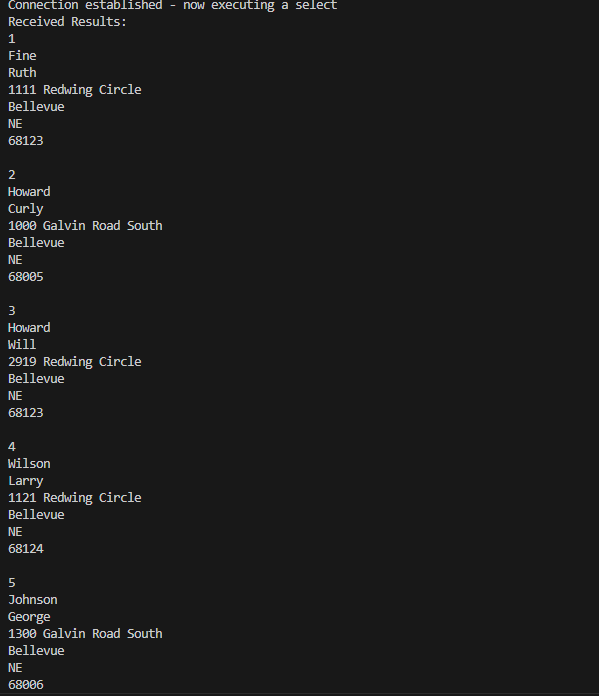 Connection established - now executing a select
Received Results:
1
Fine
Ruth
1111 Redwing Circle
Bellevue
NE
68123

2
Howard
Curly
1000 Galvin Road South
Bellevue
NE
68005

3
Howard
Will
2919 Redwing Circle
Bellevue
NE
68123

4
Wilson
Larry
1121 Redwing Circle
Bellevue
NE
68124

5
Johnson
George
1300 Galvin Road South
Bellevue
NE
68006